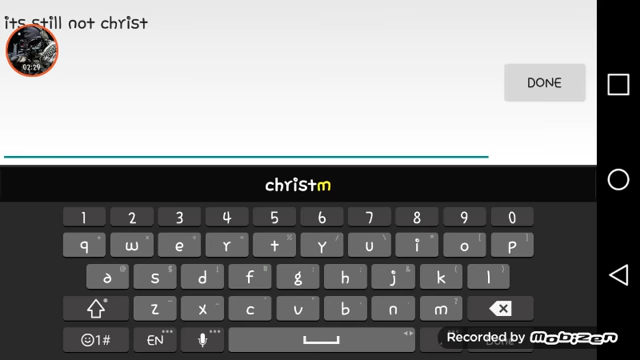 its still not christ
02:29
DONE
christm
1 2 3 4 5 6 7 8 9 0
q w e r t y u i o p
a s d f g h j k l
z x c v b n m
☺1# EN
Recorded by Mobizen